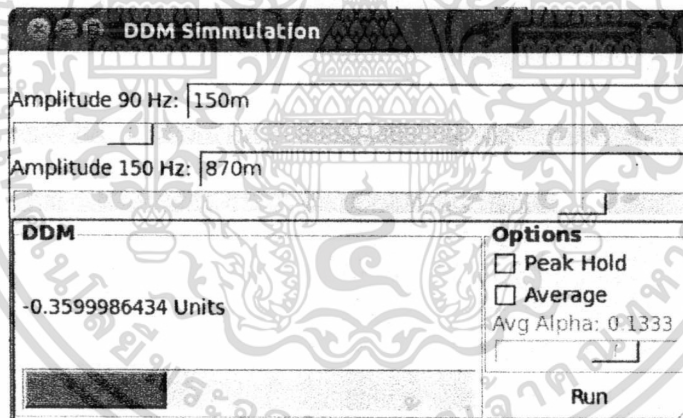 DDM Simmulation
Amplitude 90 Hz: 150m
Amplitude 150 Hz: 870m
DDM
Options
Peak Hold
-0.3599986434 Units
Average
Avg Alpha: 0.1333
Run